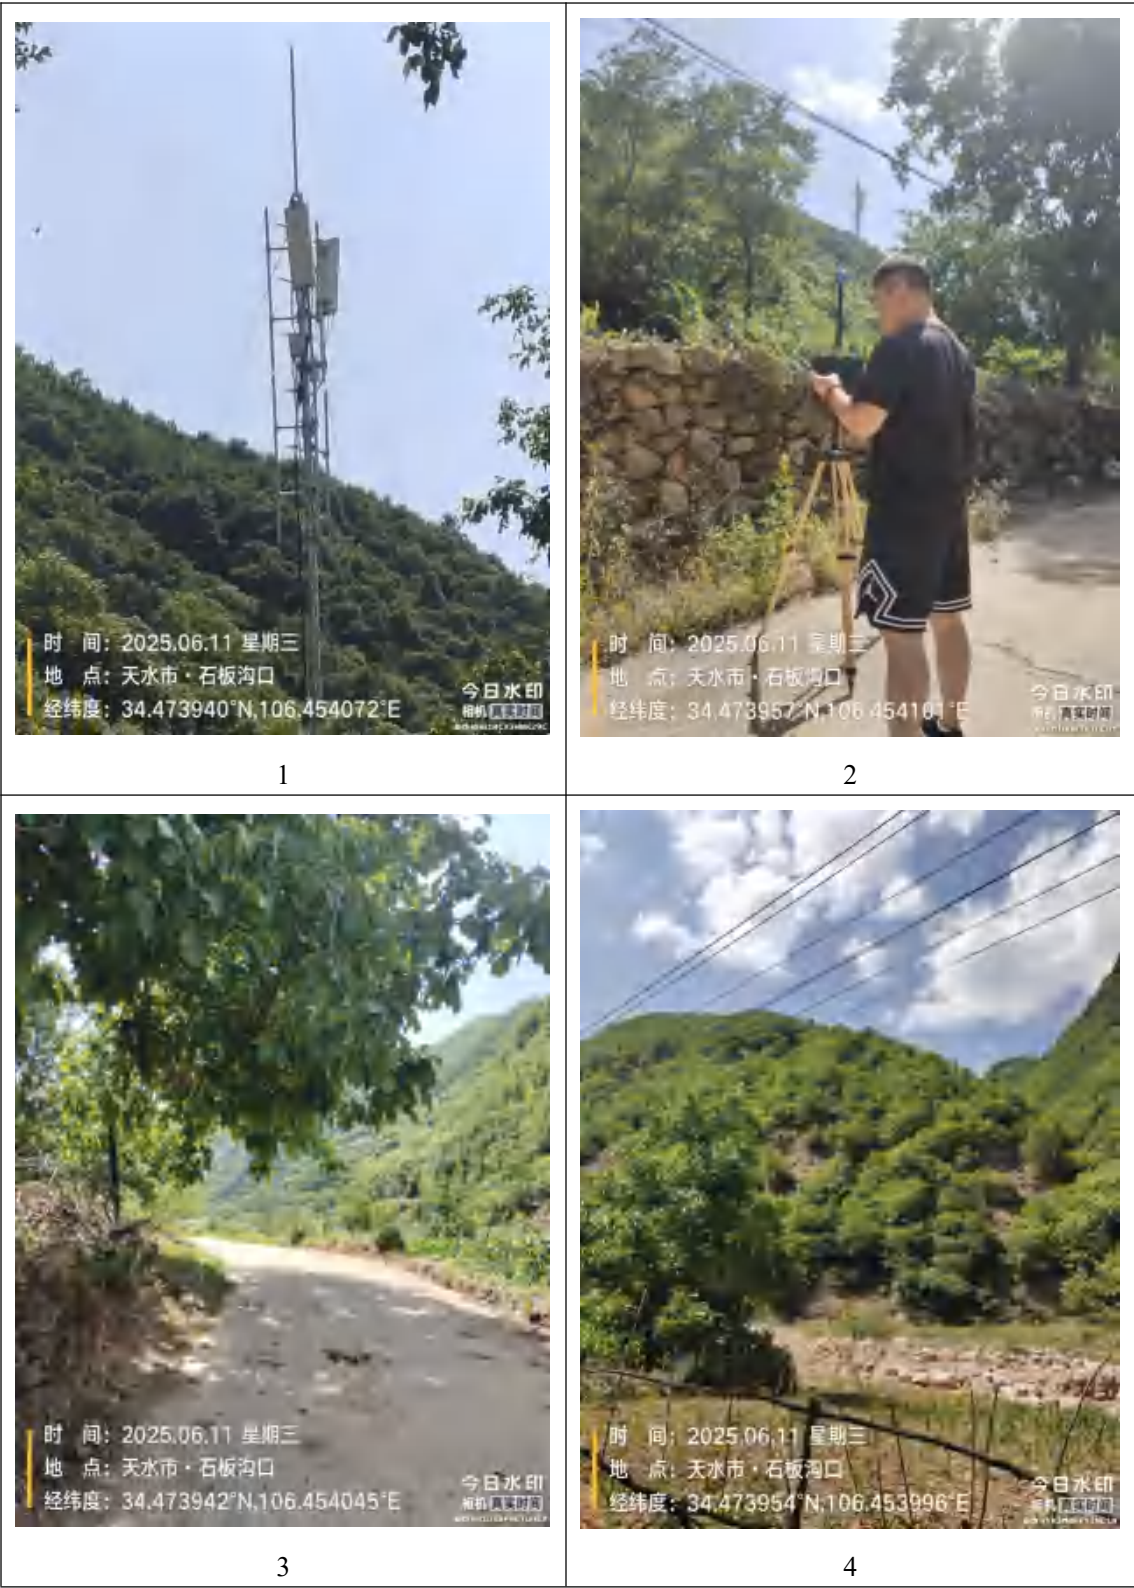 时 间：2025.06.11 星期三
地 点：天水市·石板沟口
经纬度：34.473940°N,106.454072°E
今日水印
相机 真实时间
1
时 间：2025.06.11 星期三
地 点：天水市·石板沟口
经纬度：34.473957°N,106.454101°E
今日水印
相机 真实时间
2
时 间：2025.06.11 星期三
地 点：天水市·石板沟口
经纬度：34.473942°N,106.454045°E
今日水印
相机 真实时间
3
时 间：2025.06.11 星期三
地 点：天水市·石板沟口
经纬度：34.473954°N,106.453996°E
今日水印
相机 真实时间
4